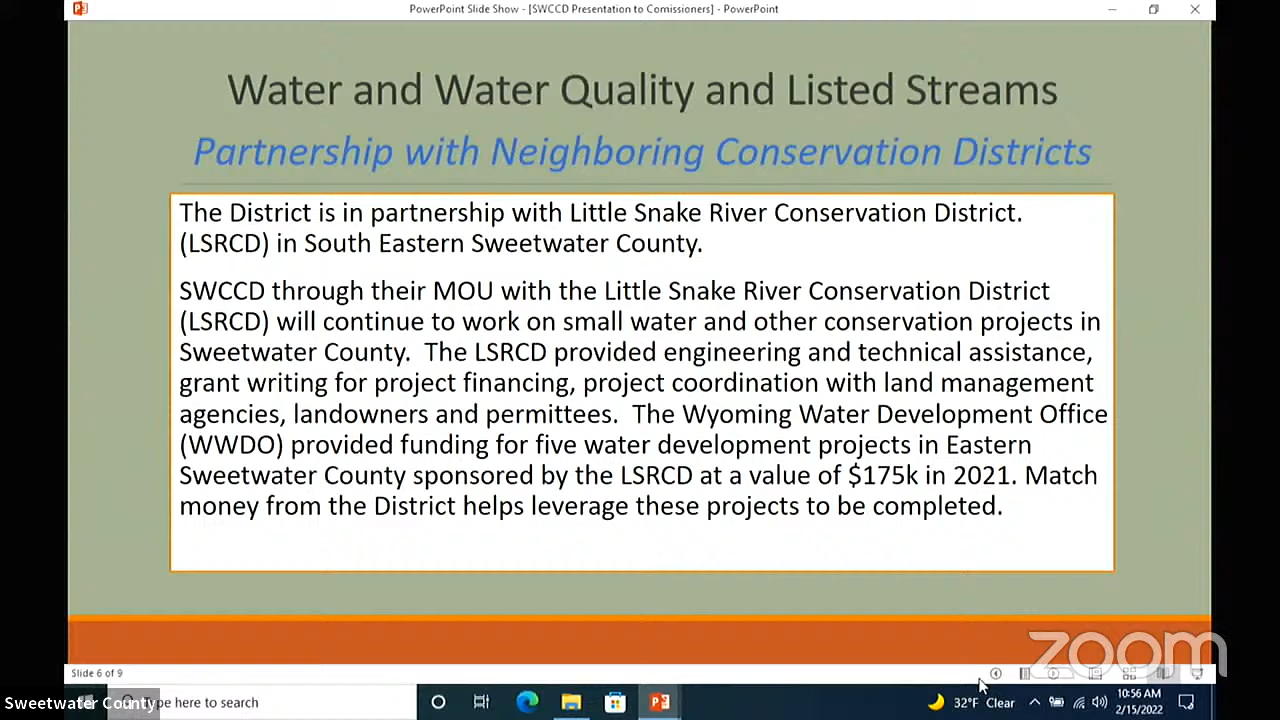 PowerPoint Slide Show - [SWCCD Presentation to Comissioners] - PowerPoint
Water and Water Quality and Listed Streams
Partnership with Neighboring Conservation Districts
The District is in partnership with Little Snake River Conservation District.
(LSRCD) in South Eastern Sweetwater County.
SWCCD through their MOU with the Little Snake River Conservation District
(LSRCD) will continue to work on small water and other conservation projects in
Sweetwater County.  The LSRCD provided engineering and technical assistance,
grant writing for project financing, project coordination with land management
agencies, landowners and permittees.  The Wyoming Water Development Office
(WWDO) provided funding for five water development projects in Eastern
Sweetwater County sponsored by the LSRCD at a value of $175k in 2021. Match
money from the District helps leverage these projects to be completed.
zoom
Slide 6 of 9
Sweetwater County
Type here to search
32°F Clear
10:56 AM
2/15/2022